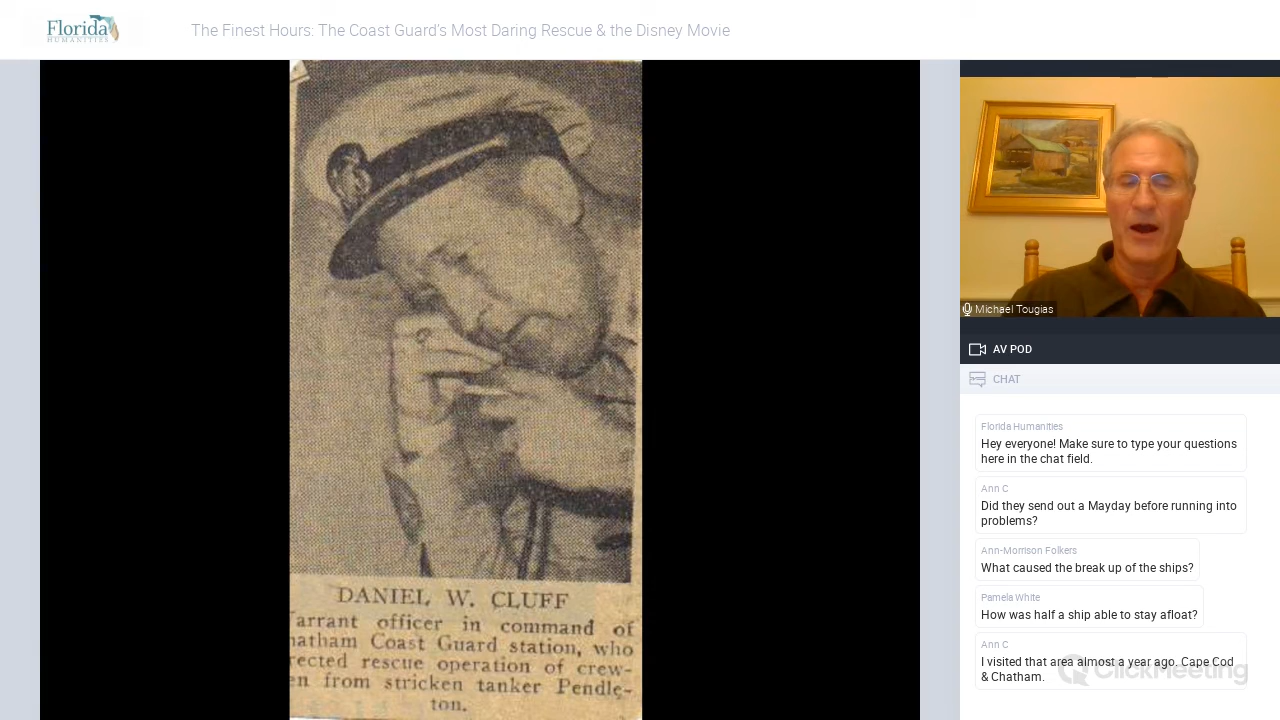 Florida
HUMANITIES
The Finest Hours: The Coast Guard's Most Daring Rescue & the Disney Movie
DANIEL W. CLUFF
arrant officer in command of
hatham Coast Guard station, who
rected rescue operation of crew-
en from stricken tanker Pendle-
ton.
Michael Tougias
AV POD
CHAT
Florida Humanities
Hey everyone! Make sure to type your questions
here in the chat field.
Ann C
Did they send out a Mayday before running into
problems?
Ann-Morrison Folkers
What caused the break up of the ships?
Pamela White
How was half a ship able to stay afloat?
Ann C
I visited that area almost a year ago. Cape Cod
& Chatham.
ClickMeeting